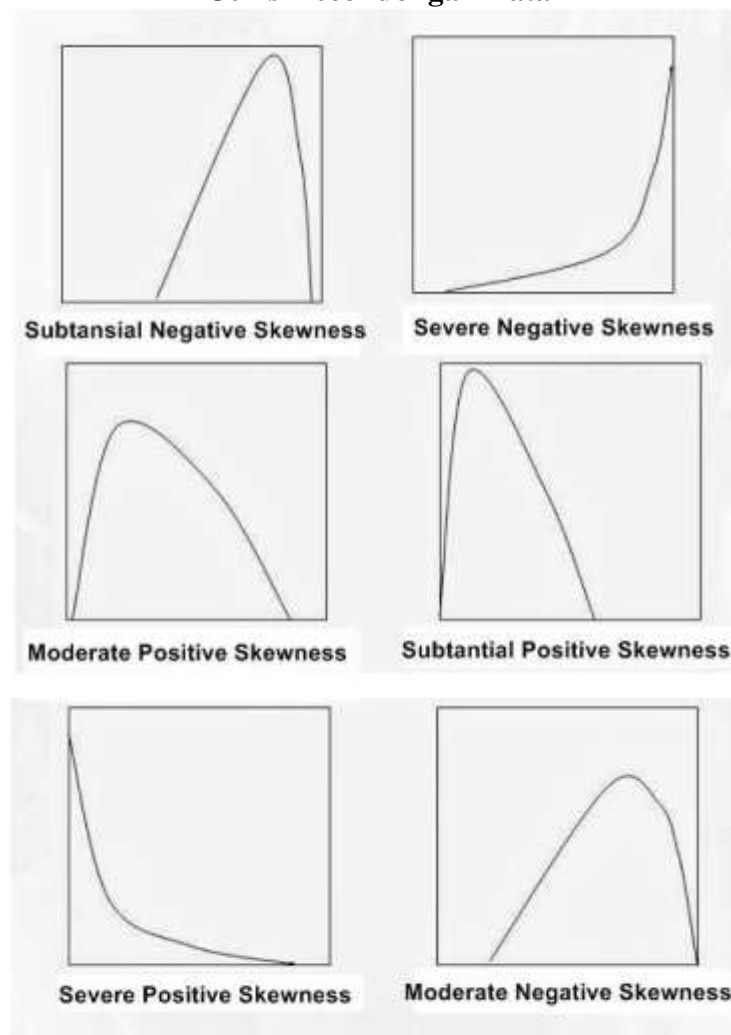 Subtansial Negative Skewness
Severe Negative Skewness
Moderate Positive Skewness
Subtantial Positive Skewness
Severe Positive Skewness
Moderate Negative Skewness